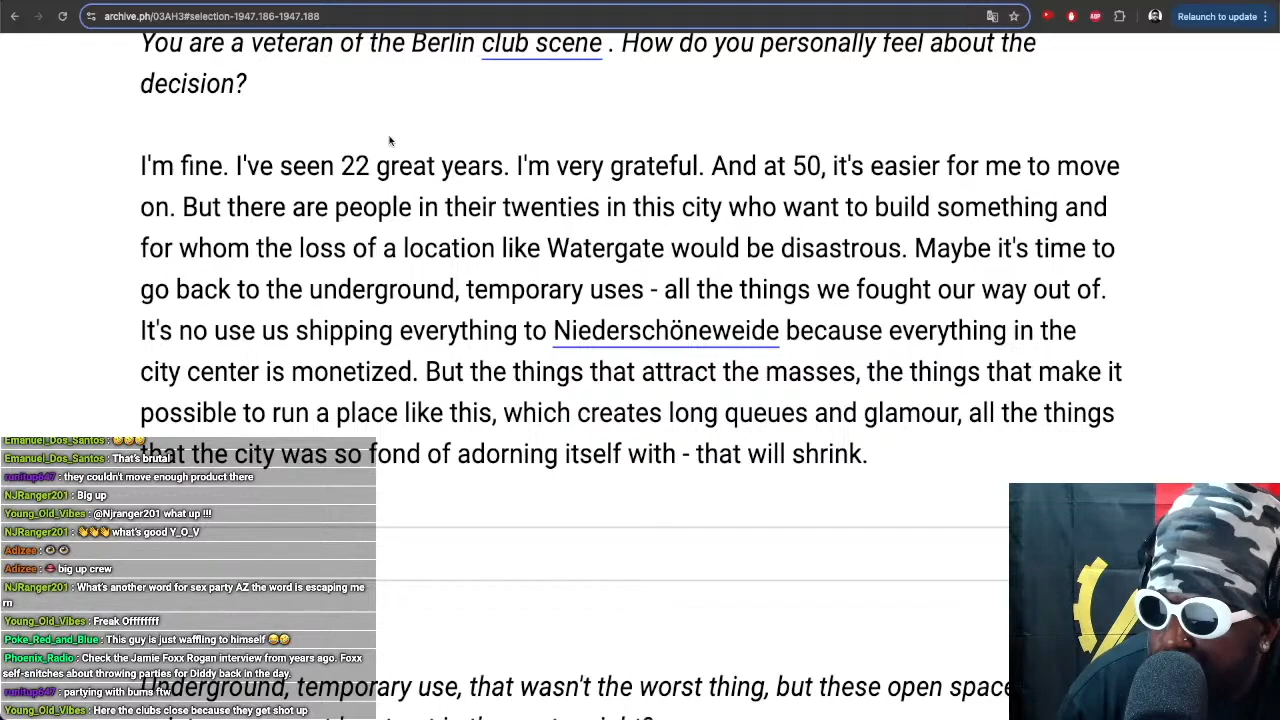 archive.ph/03AH3#selection-1947.186-1947.188
Relaunch to update
You are a veteran of the Berlin club scene . How do you personally feel about the
decision?
I'm fine. I've seen 22 great years. I'm very grateful. And at 50, it's easier for me to move
on. But there are people in their twenties in this city who want to build something and
for whom the loss of a location like Watergate would be disastrous. Maybe it's time to
go back to the underground, temporary uses - all the things we fought our way out of.
It's no use us shipping everything to Niederschöneweide because everything in the
city center is monetized. But the things that attract the masses, the things that make it
possible to run a place like this, which creates long queues and glamour, all the things
that the city was so fond of adorning itself with - that will shrink.
Underground, temporary use, that wasn't the worst thing, but these open space
Emanuel_Dos_Santos : 🤣🤣🤣
Emanuel_Dos_Santos : That's brutal
runitup647 : they couldn't move enough product there
NJRanger201 : Big up
Young_Old_Vibes : @Njranger201 what up !!!
NJRanger201 : 👋👋👋 what's good Y_O_V
Adizee : 👁 👁
Adizee : 👄 big up crew
NJRanger201 : What's another word for sex party AZ the word is escaping me
rn
Young_Old_Vibes : Freak Offfffffff
Poke_Red_and_Blue : This guy is just waffling to himself 😂🤣
Phoenix_Radio : Check the Jamie Foxx Rogan interview from years ago. Foxx
self-snitches about throwing parties for Diddy back in the day.
runitup647 : partying with bums ftw
Young_Old_Vibes : Here the clubs close because they get shot up